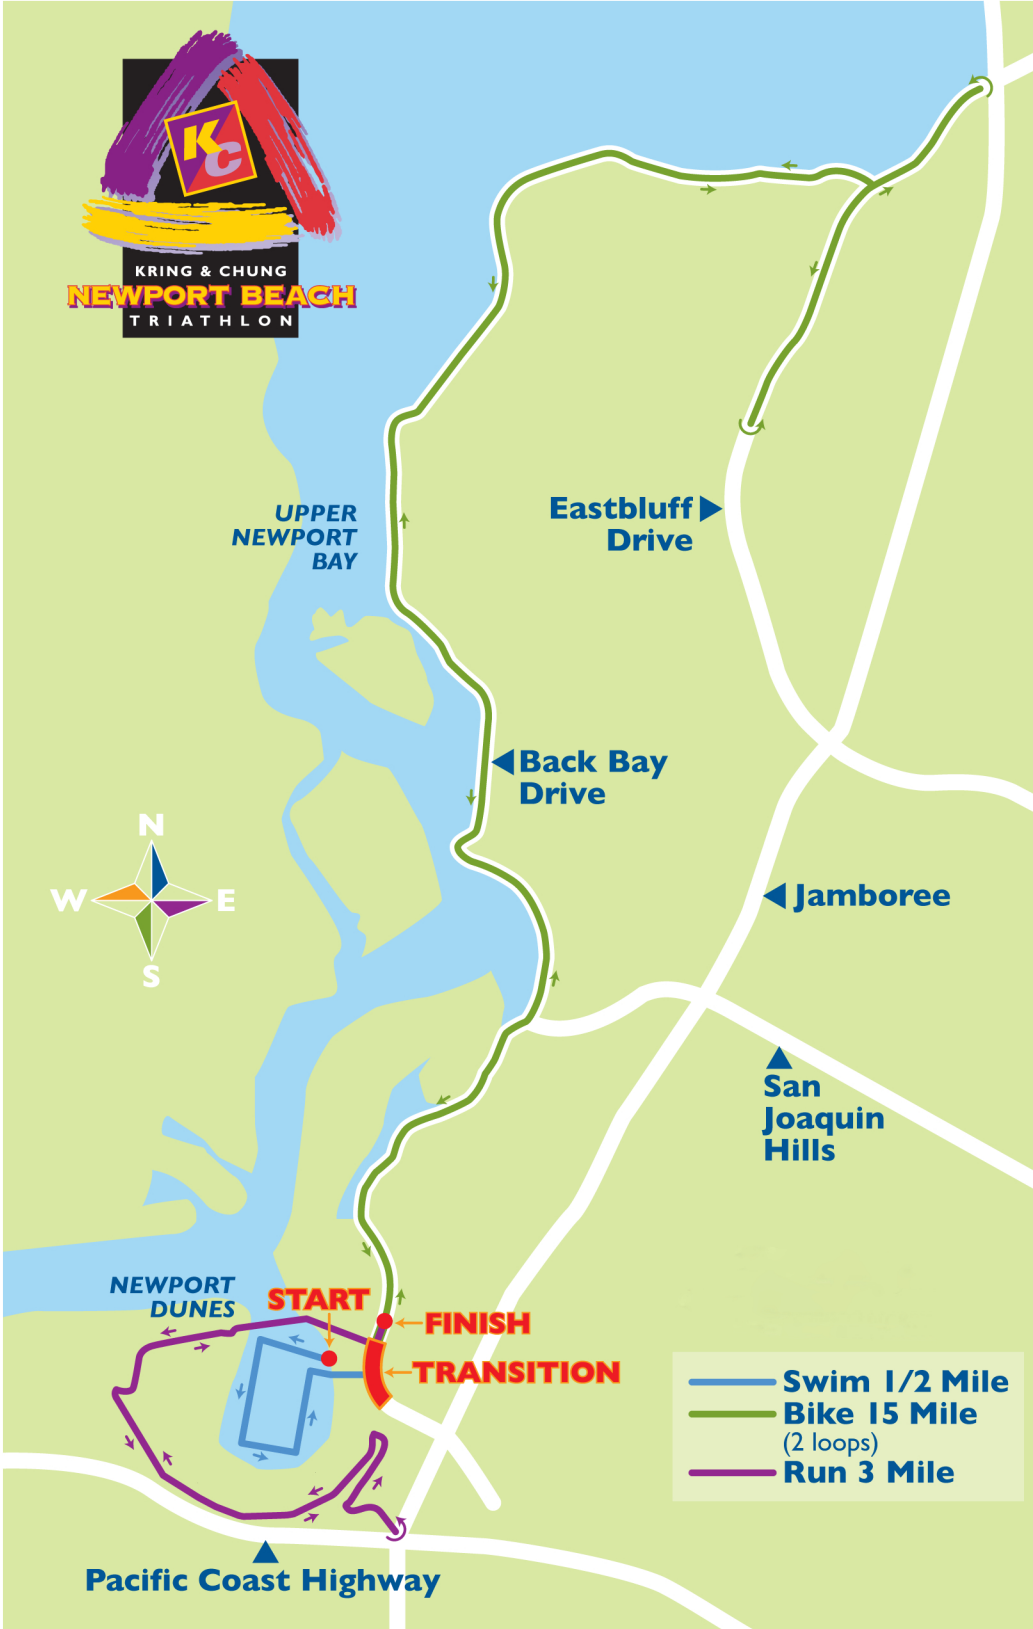 KC
KRING & CHUNG
NEWPORT BEACH
TRIATHLON
UPPER
NEWPORT
BAY
Eastbluff
Drive
Back Bay
Drive
N
W
E
S
Jamboree
San
Joaquin
Hills
NEWPORT
DUNES
START
FINISH
TRANSITION
Swim 1/2 Mile
Bike 15 Mile
(2 loops)
Run 3 Mile
Pacific Coast Highway